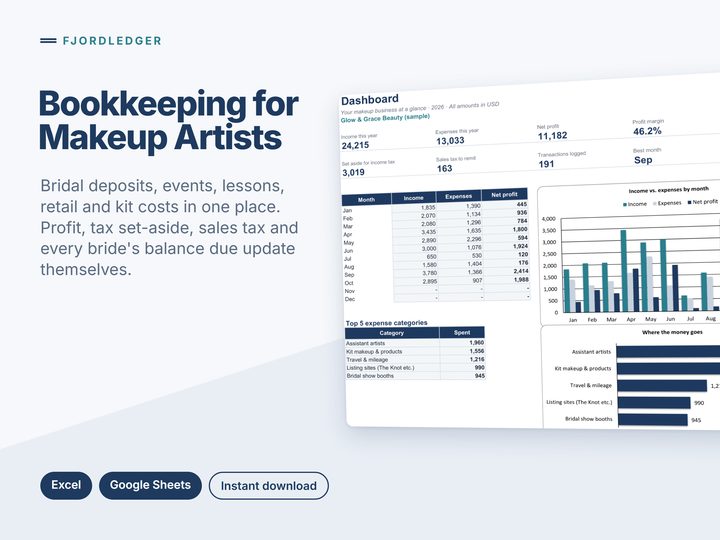 FJORDLEDGER
Bookkeeping for
Makeup Artists
Bridal deposits, events, lessons,
retail and kit costs in one place.
Profit, tax set-aside, sales tax and
every bride's balance due update
themselves.
Excel
Google Sheets
Instant download
Dashboard
Your makeup business at a glance · 2026 · All amounts in USD
Glow & Grace Beauty (sample)
Income this year
Expenses this year
Net profit
Profit margin
24,215
13,033
11,182
46.2%
Set aside for income tax
Sales tax to remit
Transactions logged
Best month
3,019
163
191
Sep
Month Income Expenses Net profit
Jan 1,835 1,390 445
Feb 2,070 1,134 936
Mar 2,080 1,296 784
Apr 3,435 1,635 1,800
May 2,890 2,296 594
Jun 3,000 1,076 1,924
Jul 650 530 120
Aug 1,580 1,404 176
Sep 3,780 1,366 2,414
Oct 2,895 907 1,988
Nov - - -
Dec - - -
Top 5 expense categories
Category Spent
Assistant artists 1,960
Kit makeup & products 1,556
Travel & mileage 1,216
Listing sites (The Knot etc.) 990
Bridal show booths 945
Income vs. expenses by month
Income Expenses Net profit
4,000
3,500
3,000
2,500
2,000
1,500
1,000
500
0
Jan Feb Mar Apr May Jun Jul Aug
Where the money goes
Assistant artists
Kit makeup & products
Travel & mileage
Listing sites (The Knot etc.) 990
Bridal show booths 945